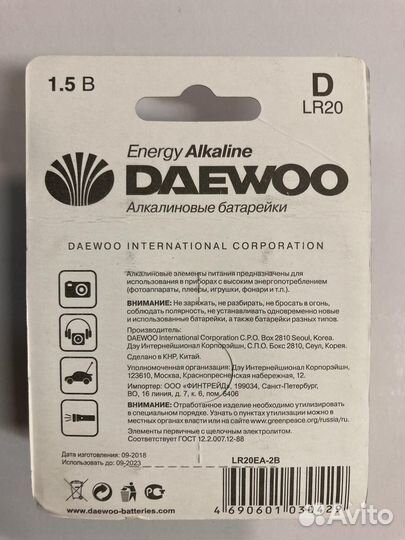 1.5 В
D
LR20
Energy Alkaline
DAEWOO
Алкалиновые батарейки
DAEWOO INTERNATIONAL CORPORATION
Алкалиновые элементы питания предназначены для
использования в приборах с высоким энергопотреблением
(фотоаппараты, плееры, игрушки, фонари и т.п.).
ВНИМАНИЕ: Не заряжать, не разбирать, не бросать в огонь,
соблюдать полярность, не устанавливать одновременно новые
и использованные батарейки, а также батарейки разных типов.
Производитель:
DAEWOO International Corporation C.P.O. Box 2810 Seoul, Korea.
Дэу Интернейшионал Корпорэйшн, С.П.О. Бокс 2810, Сеул, Корея.
Сделано в КНР, Китай.
Уполномоченная организация: Дэу Интернейшионал Корпорэйшн,
123610, Москва, Краснопресненская набережная, 12.
Импортер: ООО «ФИНТРЕЙД», 199034, Санкт-Петербург,
ВО, 16 линия, д. 7, к. 6, пом. 6406
ВНИМАНИЕ: Отработанное изделие необходимо утилизировать
в специальном порядке. Узнать о пунктах утилизации можно в
местных органах власти или на сайте: www.greenpeace.org/russia/ru.
Элементы первичные с щелочным электролитом.
Соответствует ГОСТ 12.2.007.12-88
Дата изготовления: 09-2018
Использовать до: 09-2023
LR20EA-2B
www.daewoo-batteries.com
4 690601 030429
Avito